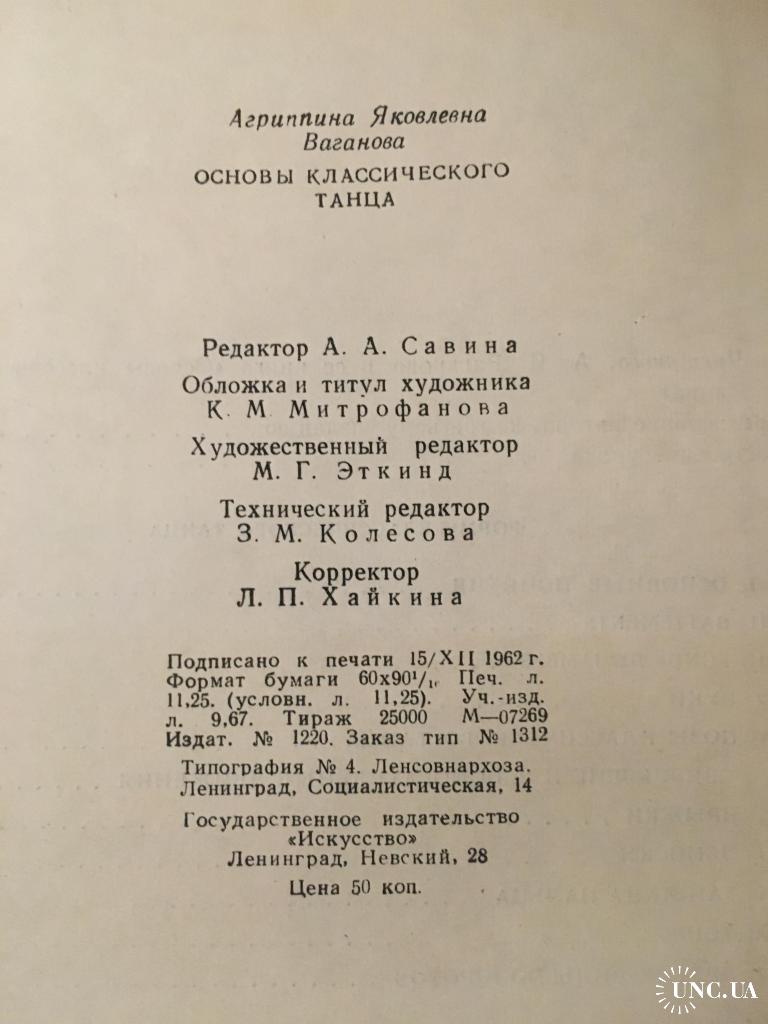 Агриппина Яковлевна
Ваганова
ОСНОВЫ КЛАССИЧЕСКОГО
ТАНЦА
Редактор А. А. Савина
Обложка и титул художника
К. М. Митрофанова
Художественный редактор
М. Г. Эткинд
Технический редактор
З. М. Колесова
Корректор
Л. П. Хайкина
Подписано к печати 15/XII 1962 г.
Формат бумаги 60х90¹/₁₆ Печ. л.
11,25. (условн. л. 11,25). Уч.-изд.
л. 9,67. Тираж 25000 М—07269
Издат. № 1220. Заказ тип № 1312
Типография № 4. Ленсовнархоза.
Ленинград, Социалистическая, 14
Государственное издательство
«Искусство»
Ленинград, Невский, 28
Цена 50 коп.
UNC.UA